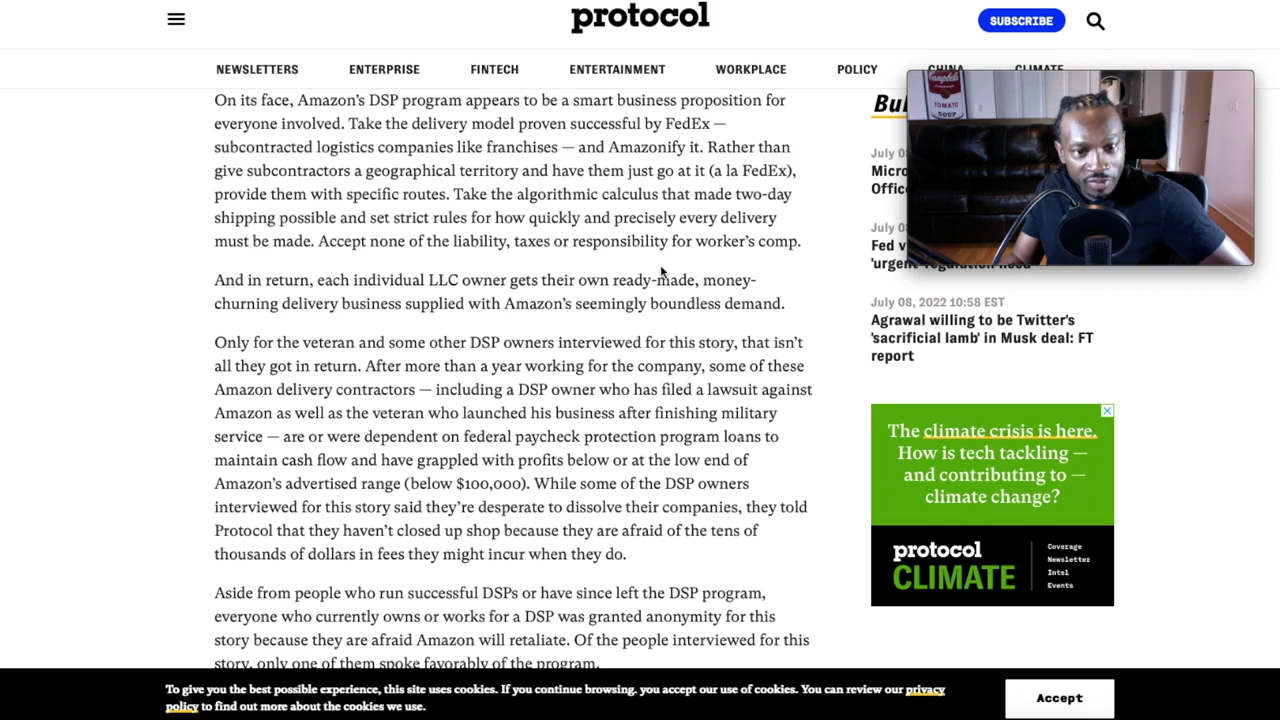 protocol
SUBSCRIBE
NEWSLETTERS
ENTERPRISE
FINTECH
ENTERTAINMENT
WORKPLACE
POLICY
CHINA
CLIMATE
On its face, Amazon's DSP program appears to be a smart business proposition for
everyone involved. Take the delivery model proven successful by FedEx —
subcontracted logistics companies like franchises — and Amazonify it. Rather than
give subcontractors a geographical territory and have them just go at it (a la FedEx),
provide them with specific routes. Take the algorithmic calculus that made two-day
shipping possible and set strict rules for how quickly and precisely every delivery
must be made. Accept none of the liability, taxes or responsibility for worker's comp.
And in return, each individual LLC owner gets their own ready-made, money-
churning delivery business supplied with Amazon's seemingly boundless demand.
Only for the veteran and some other DSP owners interviewed for this story, that isn't
all they got in return. After more than a year working for the company, some of these
Amazon delivery contractors — including a DSP owner who has filed a lawsuit against
Amazon as well as the veteran who launched his business after finishing military
service — are or were dependent on federal paycheck protection program loans to
maintain cash flow and have grappled with profits below or at the low end of
Amazon's advertised range (below $100,000). While some of the DSP owners
interviewed for this story said they're desperate to dissolve their companies, they told
Protocol that they haven't closed up shop because they are afraid of the tens of
thousands of dollars in fees they might incur when they do.
Aside from people who run successful DSPs or have since left the DSP program,
everyone who currently owns or works for a DSP was granted anonymity for this
story because they are afraid Amazon will retaliate. Of the people interviewed for this
story, only one of them spoke favorably of the program.
Campbell's
TOMATO
SOUP
July 08, 2022 10:58 EST
Agrawal willing to be Twitter's
'sacrificial lamb' in Musk deal: FT
report
The climate crisis is here.
How is tech tackling —
and contributing to —
climate change?
protocol
CLIMATE
Coverage
Newsletter
Intel
Events
To give you the best possible experience, this site uses cookies. If you continue browsing. you accept our use of cookies. You can review our privacy
policy to find out more about the cookies we use.
Accept